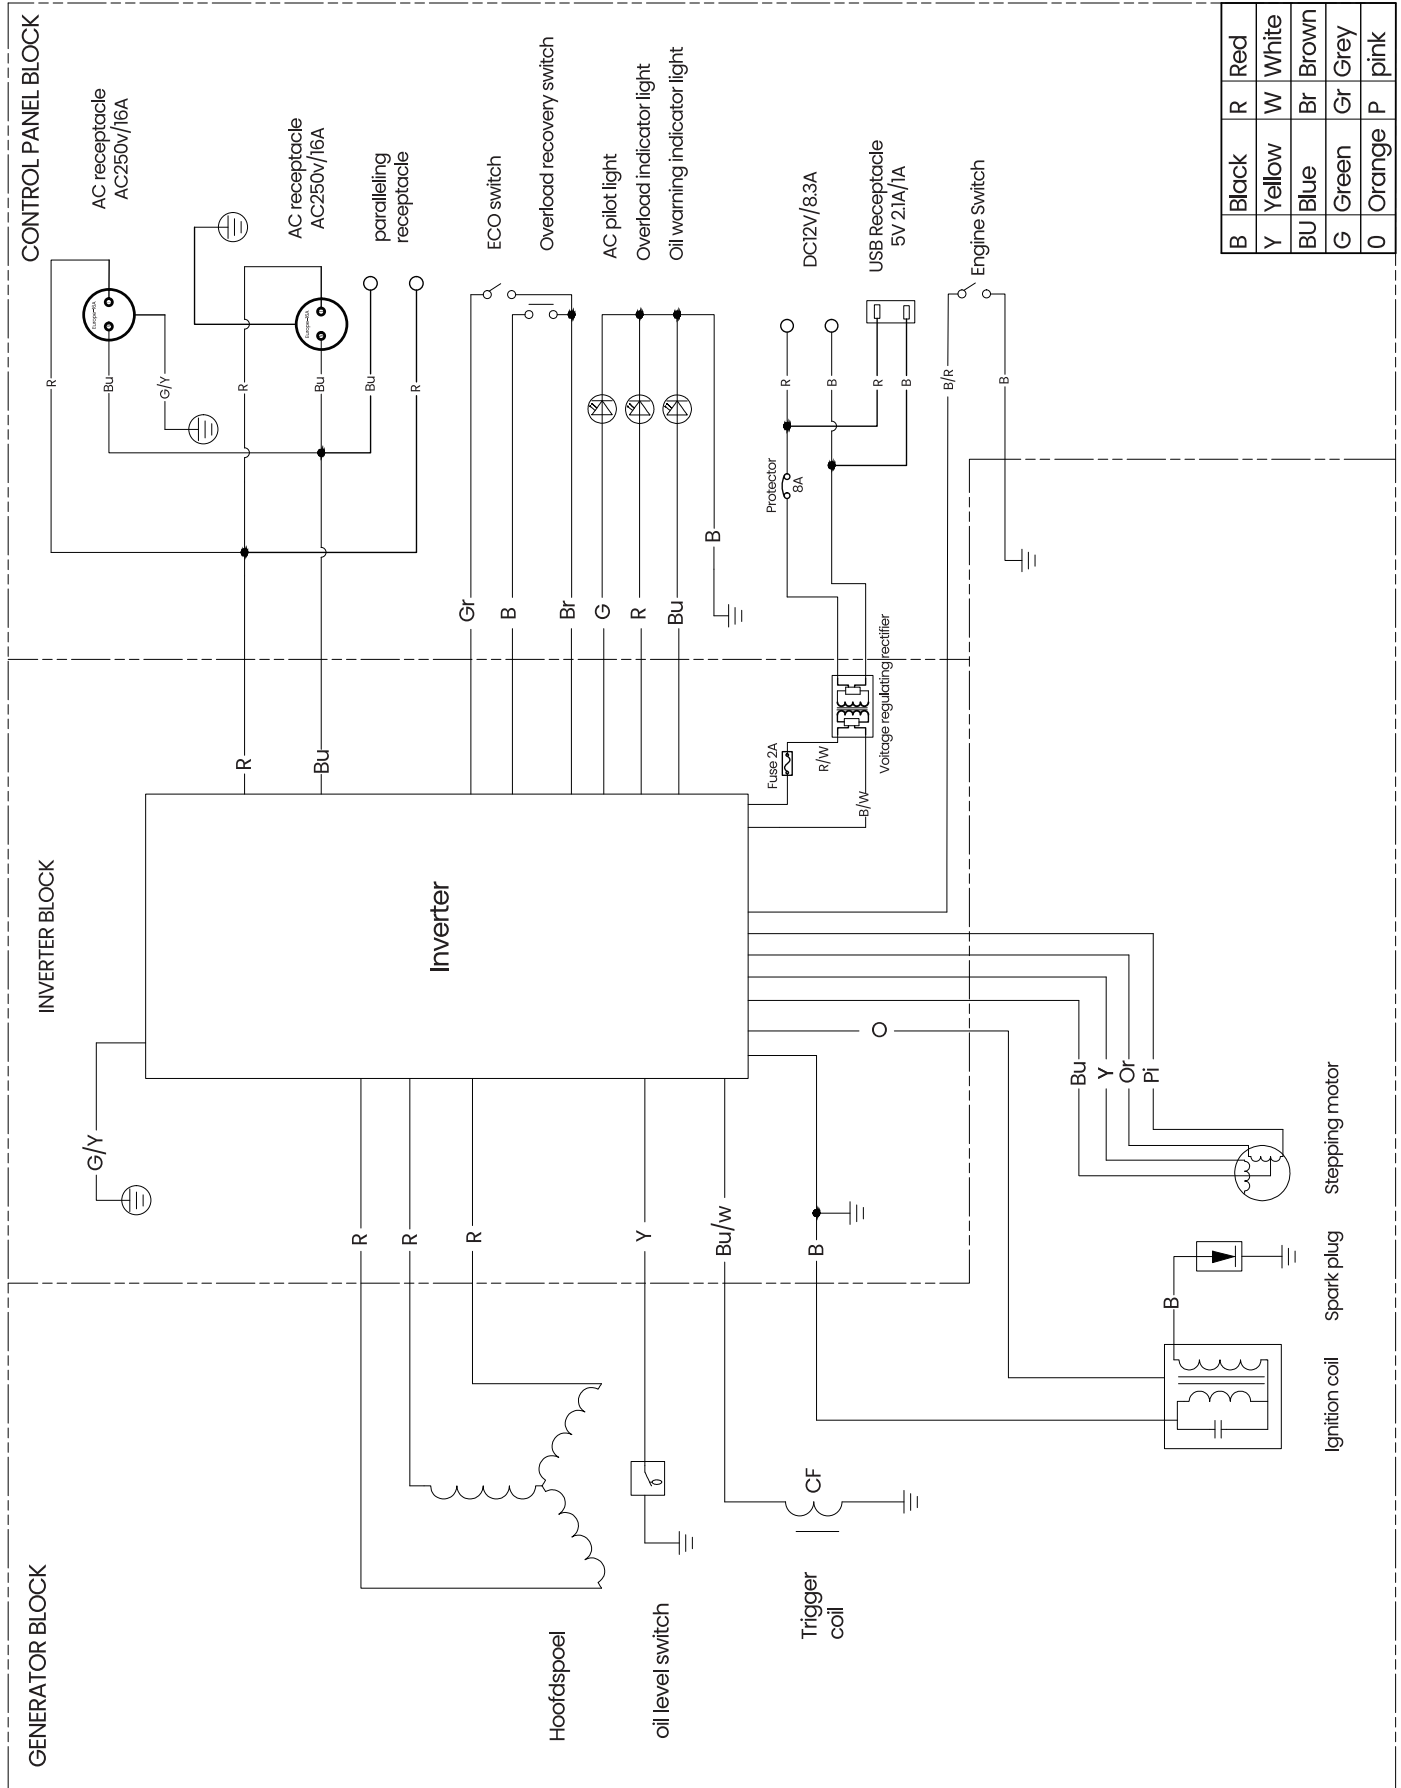 CONTROL PANEL BLOCK
AC receptacle
AC250v/16A
AC receptacle
AC250v/16A
paralleling
receptacle
ECO switch
Overload recovery switch
AC pilot light
Overload indicator light
Oil warning indicator light
DC12V/8.3A
USB Receptacle
5V 2.1A/1A
Engine Switch
R
Bu
G/Y
R
Bu
Bu
R
R
B
R
B
B/R
B
Protector
8A
Gr
B
Br
G
R
Bu
B
R
Bu
Fuse 2A
R/W
B/W
Voitage regulating rectifier
INVERTER BLOCK
Inverter
G/Y
R
R
R
Y
Bu/w
B
O
Bu
Y
Or
Pi
Stepping motor
Spark plug
B
Ignition coil
GENERATOR BLOCK
Hoofdspoel
oil level switch
Trigger
coil
CF
B Black R Red
Y Yellow W White
BU Blue Br Brown
G Green Gr Grey
0 Orange P pink